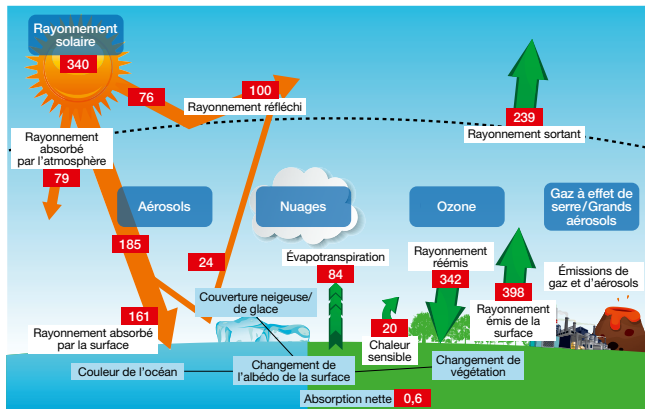 Rayonnement
solaire
340
76
100
Rayonnement réfléchi
239
Rayonnement sortant
Rayonnement
absorbé
par l'atmosphère
79
Aérosols
Nuages
Ozone
Gaz à effet de
serre/Grands
aérosols
185
24
Évapotranspiration
84
Rayonnement
réémis
342
398
Rayonnement
émis de la
surface
Émissions de
gaz et d'aérosols
Couverture neigeuse/
de glace
161
Rayonnement absorbé
par la surface
20
Chaleur
sensible
Couleur de l'océan
Changement de
l'albédo de la surface
Changement de
végétation
Absorption nette 0,6